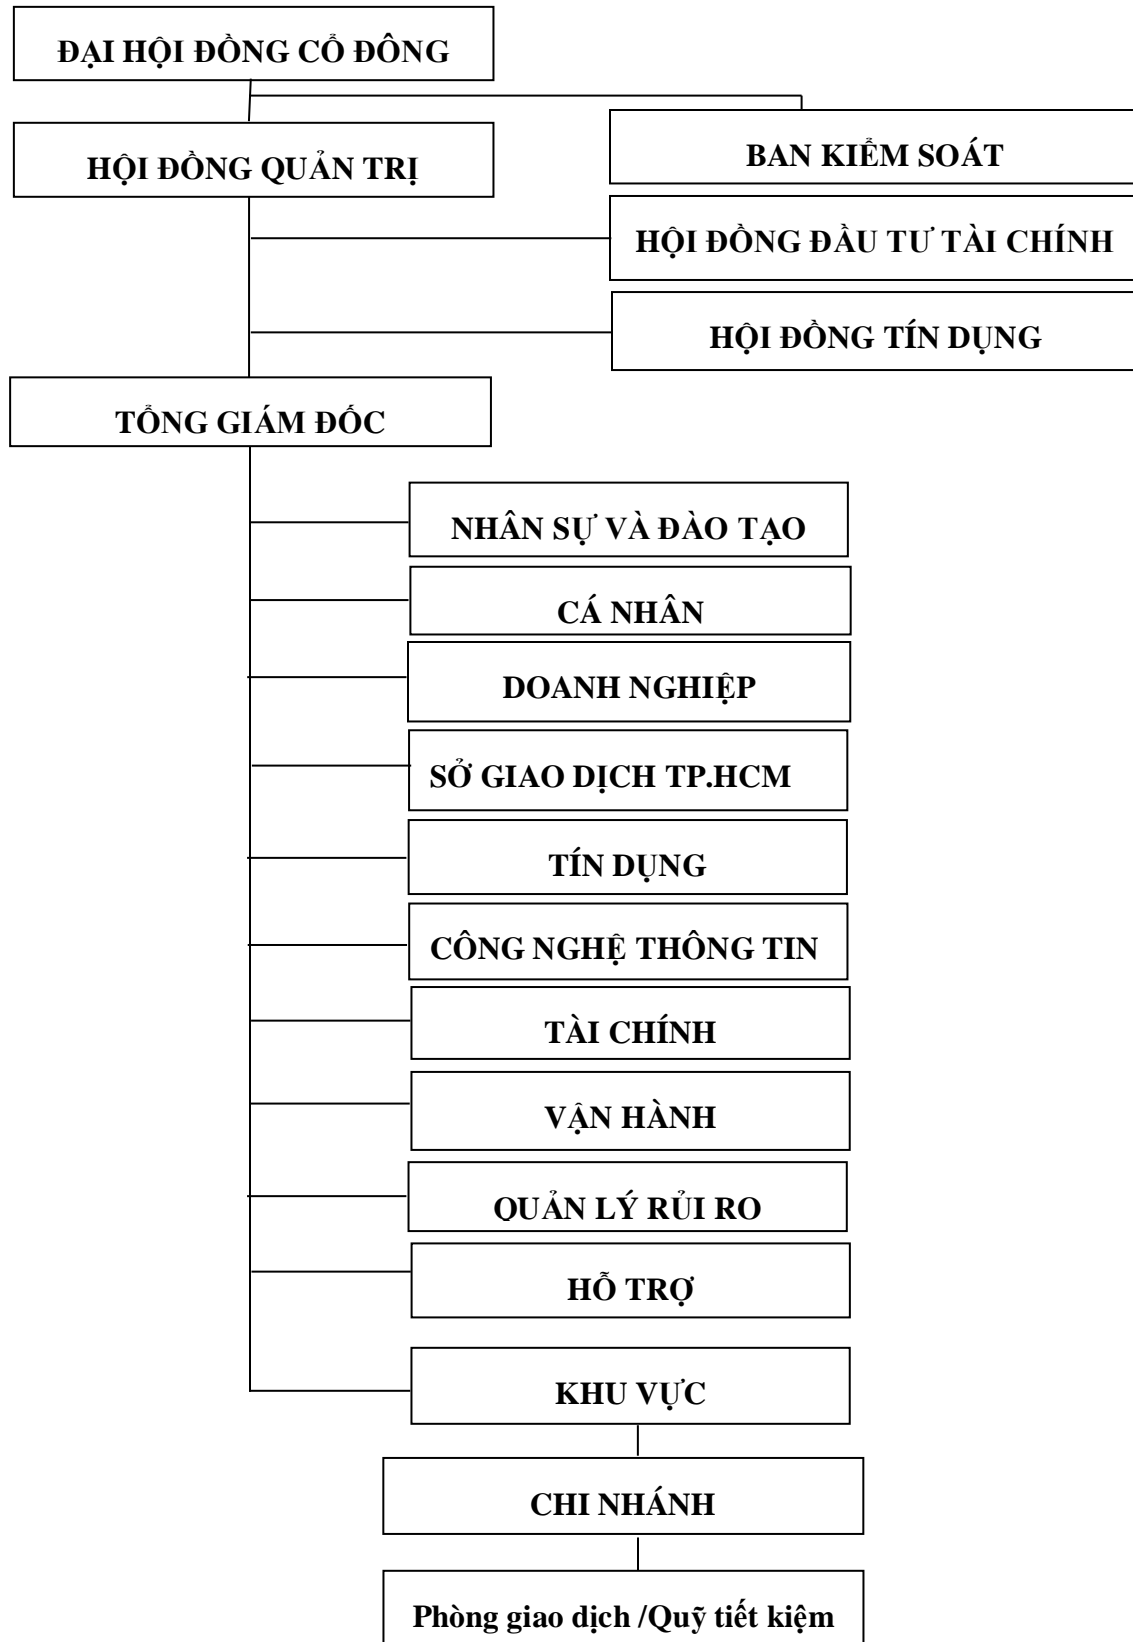 ĐẠI HỘI ĐỒNG CỔ ĐÔNG
HỘI ĐỒNG QUẢN TRỊ
BAN KIỂM SOÁT
HỘI ĐỒNG ĐẦU TƯ TÀI CHÍNH
HỘI ĐỒNG TÍN DỤNG
TỔNG GIÁM ĐỐC
NHÂN SỰ VÀ ĐÀO TẠO
CÁ NHÂN
DOANH NGHIỆP
SỞ GIAO DỊCH TP.HCM
TÍN DỤNG
CÔNG NGHỆ THÔNG TIN
TÀI CHÍNH
VẬN HÀNH
QUẢN LÝ RỦI RO
HỖ TRỢ
KHU VỰC
CHI NHÁNH
Phòng giao dịch /Quỹ tiết kiệm